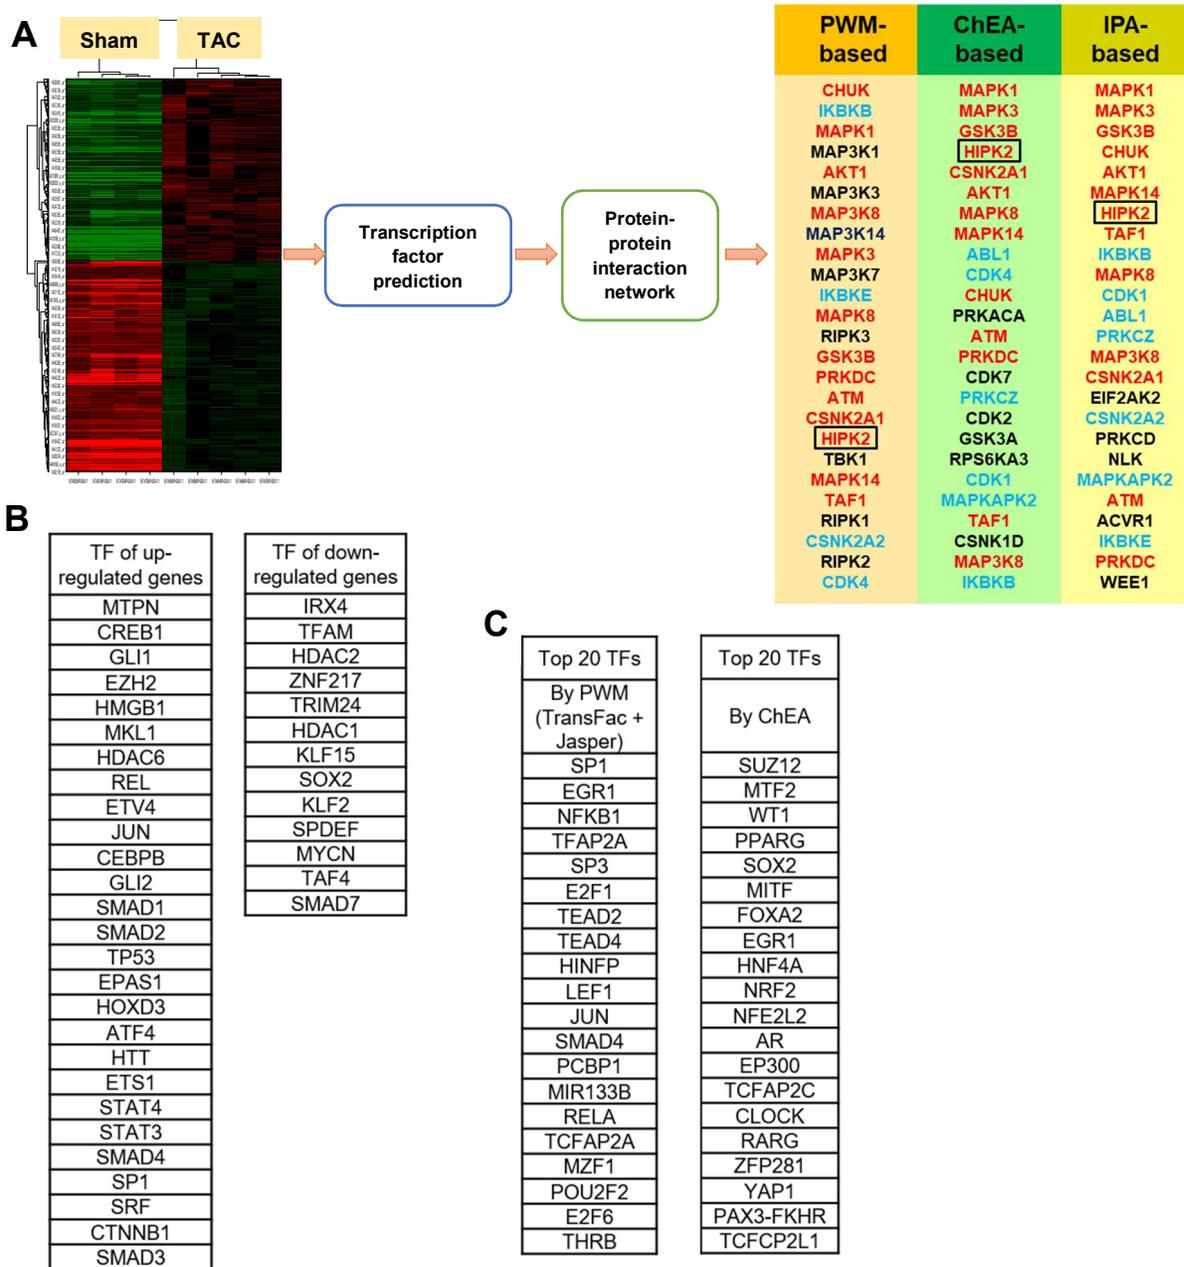 A
Sham
TAC
Transcription
factor
prediction
Protein-
protein
interaction
network
PWM-
based
CHUK
IKBKB
MAPK1
MAP3K1
AKT1
MAP3K3
MAP3K8
MAP3K14
MAPK3
MAP3K7
IKBKE
MAPK8
RIPK3
GSK3B
PRKDC
ATM
CSNK2A1
HIPK2
TBK1
MAPK14
TAF1
RIPK1
CSNK2A2
RIPK2
CDK4
ChEA-
based
MAPK1
MAPK3
GSK3B
HIPK2
CSNK2A1
AKT1
MAPK8
MAPK14
ABL1
CDK4
CHUK
PRKACA
ATM
PRKDC
CDK7
PRKCZ
CDK2
GSK3A
RPS6KA3
CDK1
MAPKAPK2
TAF1
CSNK1D
MAP3K8
IKBKB
IPA-
based
MAPK1
MAPK3
GSK3B
CHUK
AKT1
MAPK14
HIPK2
TAF1
IKBKB
MAPK8
CDK1
ABL1
PRKCZ
MAP3K8
CSNK2A1
EIF2AK2
CSNK2A2
PRKCD
NLK
MAPKAPK2
ATM
ACVR1
IKBKE
PRKDC
WEE1
B
TF of up-
regulated genes
MTPN
CREB1
GLI1
EZH2
HMGB1
MKL1
HDAC6
REL
ETV4
JUN
CEBPB
GLI2
SMAD1
SMAD2
TP53
EPAS1
HOXD3
ATF4
HTT
ETS1
STAT4
STAT3
SMAD4
SP1
SRF
CTNNB1
SMAD3
TF of down-
regulated genes
IRX4
TFAM
HDAC2
ZNF217
TRIM24
HDAC1
KLF15
SOX2
KLF2
SPDEF
MYCN
TAF4
SMAD7
C
Top 20 TFs
By PWM
(TransFac +
Jasper)
SP1
EGR1
NFKB1
TFAP2A
SP3
E2F1
TEAD2
TEAD4
HINFP
LEF1
JUN
SMAD4
PCBP1
MIR133B
RELA
TCFAP2A
MZF1
POU2F2
E2F6
THRB
Top 20 TFs
By ChEA
SUZ12
MTF2
WT1
PPARG
SOX2
MITF
FOXA2
EGR1
HNF4A
NRF2
NFE2L2
AR
EP300
TCFAP2C
CLOCK
RARG
ZFP281
YAP1
PAX3-FKHR
TCFCP2L1